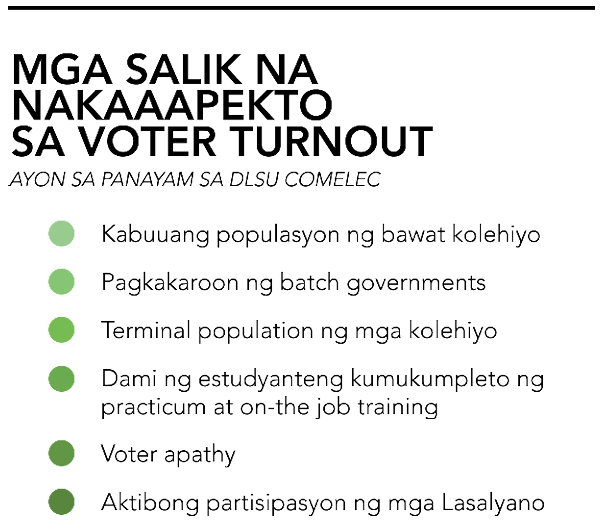 MGA SALIK NA
NAKAAAPEKTO
SA VOTER TURNOUT
AYON SA PANAYAM SA DLSU COMELEC
Kabuuang populasyon ng bawat kolehiyo
Pagkakaroon ng batch governments
Terminal population ng mga kolehiyo
Dami ng estudyanteng kumukumpleto ng
practicum at on-the job training
Voter apathy
Aktibong partisipasyon ng mga Lasalyano